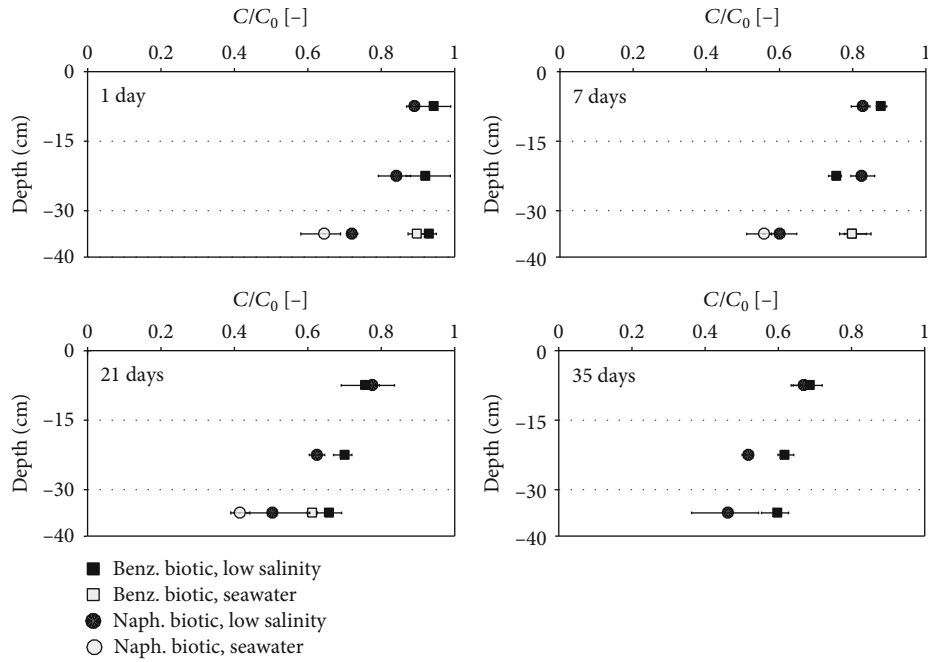 C/C0 [–]
0 0.2 0.4 0.6 0.8 1
0
−15
−30
−40
Depth (cm)
1 day
C/C0 [–]
0 0.2 0.4 0.6 0.8 1
0
−15
−30
−40
Depth (cm)
7 days
C/C0 [–]
0 0.2 0.4 0.6 0.8 1
0
−15
−30
−40
Depth (cm)
21 days
C/C0 [–]
0 0.2 0.4 0.6 0.8 1
0
−15
−30
−40
Depth (cm)
35 days
Benz. biotic, low salinity
Benz. biotic, seawater
Naph. biotic, low salinity
Naph. biotic, seawater